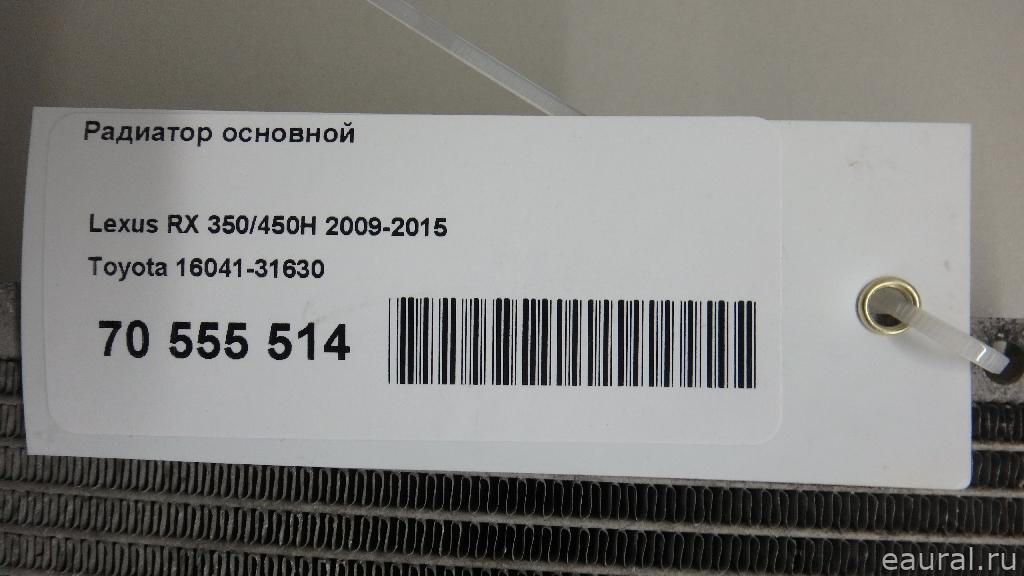 Радиатор основной
Lexus RX 350/450H 2009-2015
Toyota 16041-31630
70 555 514
eaural.ru